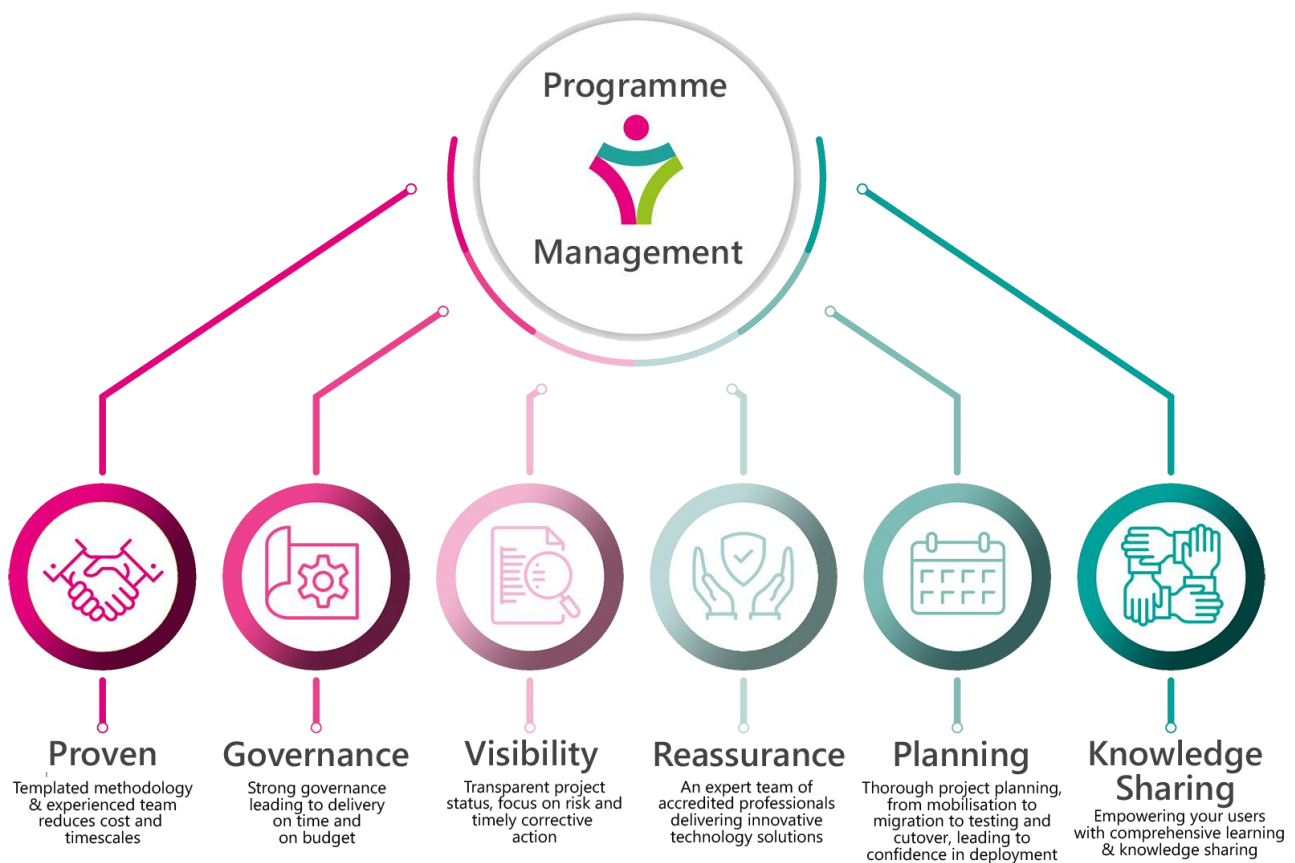 Programme
Management
Proven
Templated methodology
& experienced team
reduces cost and
timescales
Governance
Strong governance
leading to delivery
on time and
on budget
Visibility
Transparent project
status, focus on risk and
timely corrective
action
Reassurance
An expert team of
accredited professionals
delivering innovative
technology solutions
Planning
Thorough project planning,
from mobilisation to
migration to testing and
cutover, leading to
confidence in deployment
Knowledge
Sharing
Empowering your users
with comprehensive learning
& knowledge sharing